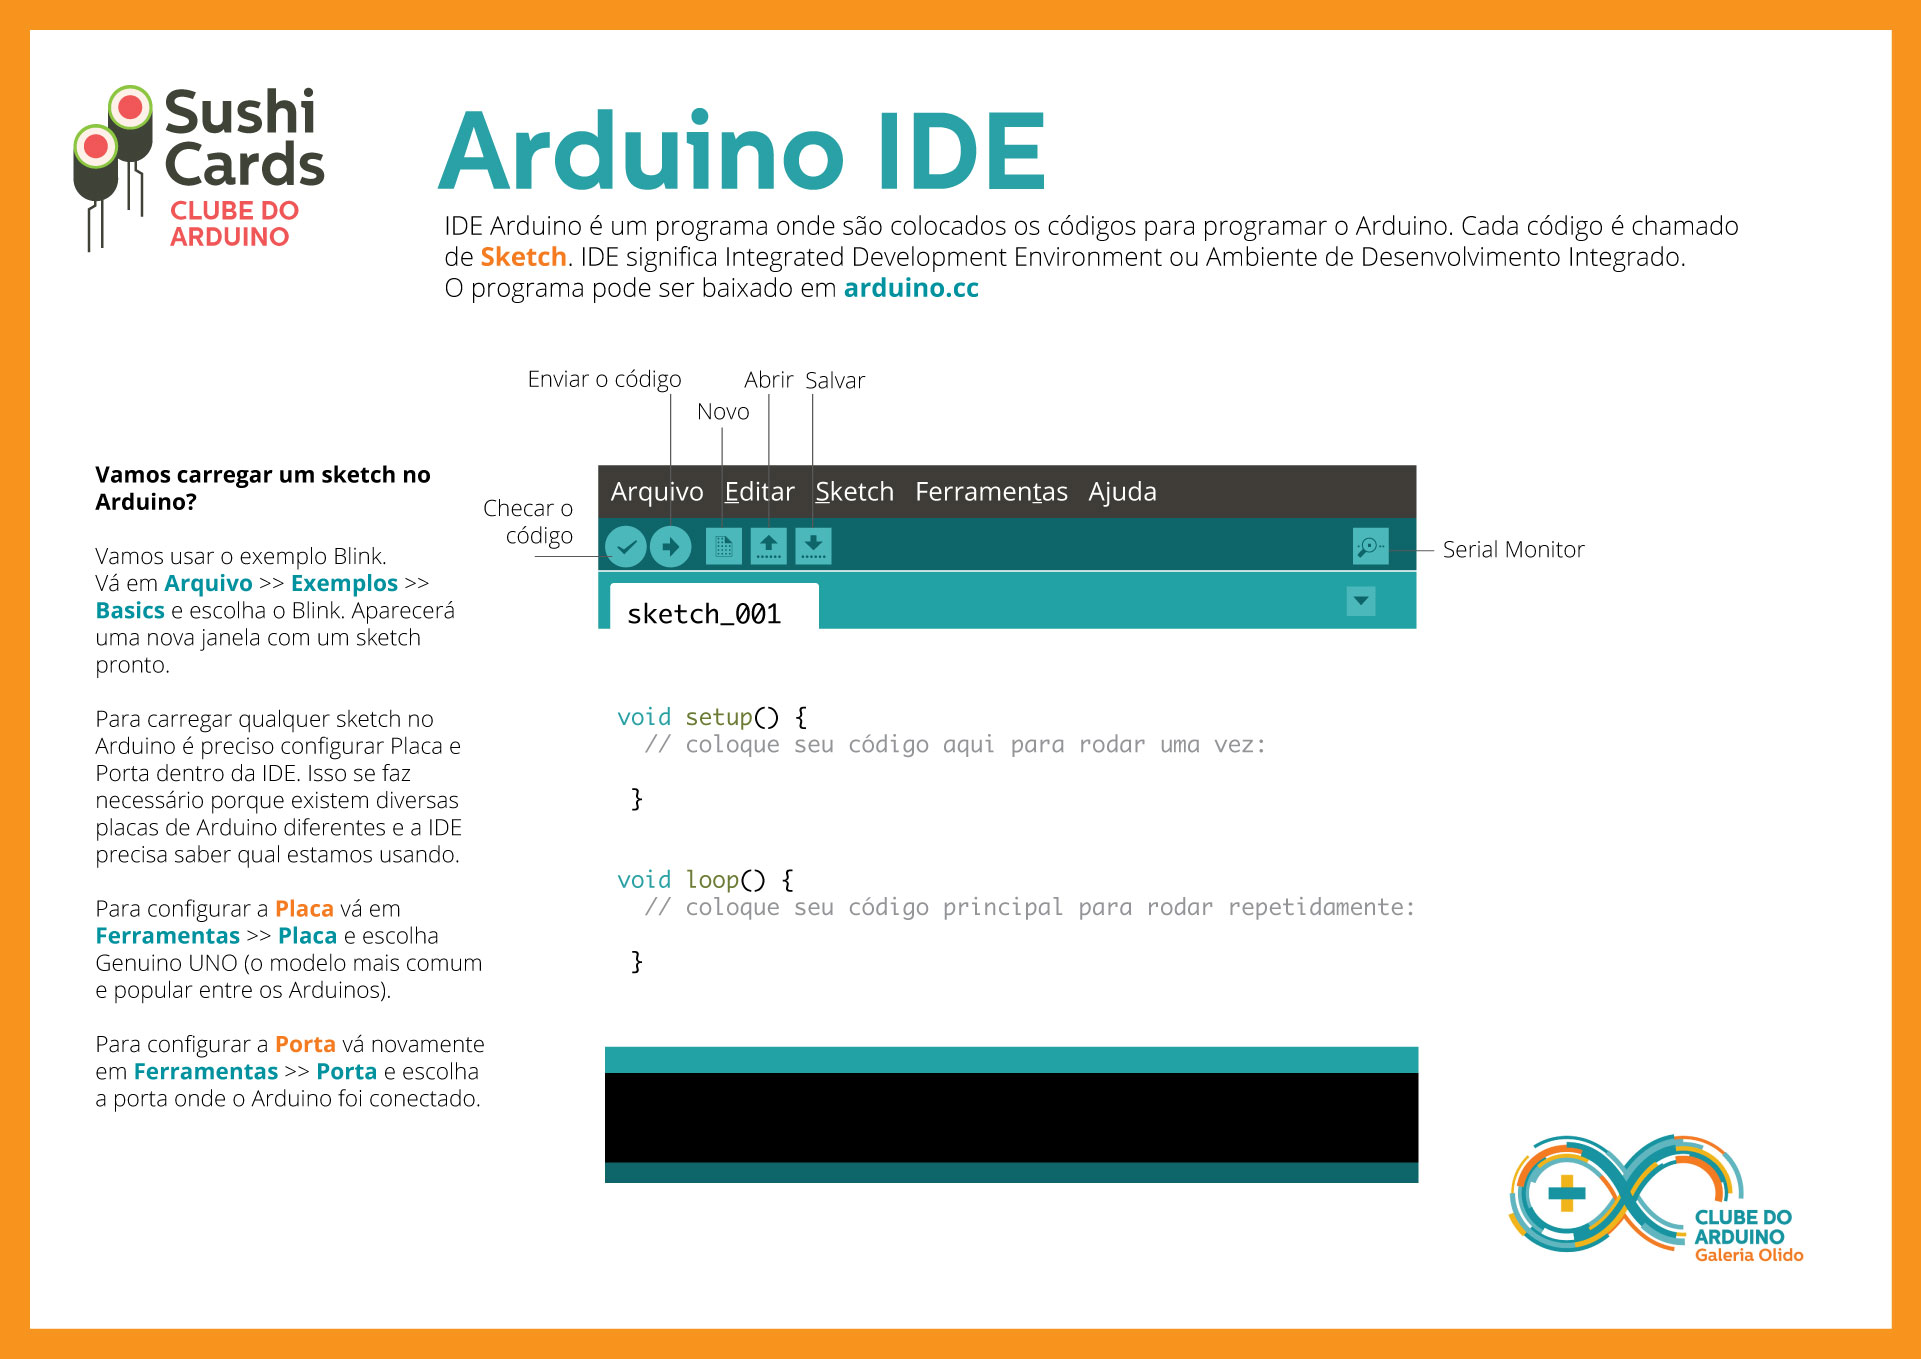 Sushi
Cards
CLUBE DO
ARDUINO
Arduino IDE
IDE Arduino é um programa onde são colocados os códigos para programar o Arduino. Cada código é chamado
de Sketch. IDE significa Integrated Development Environment ou Ambiente de Desenvolvimento Integrado.
O programa pode ser baixado em arduino.cc
Enviar o código
Abrir
Salvar
Novo
Checar o
código
Arquivo Editar Sketch Ferramentas Ajuda
Serial Monitor
sketch_001
Vamos carregar um sketch no
Arduino?
Vamos usar o exemplo Blink.
Vá em Arquivo >> Exemplos >>
Basics e escolha o Blink. Aparecerá
uma nova janela com um sketch
pronto.
Para carregar qualquer sketch no
Arduino é preciso configurar Placa e
Porta dentro da IDE. Isso se faz
necessário porque existem diversas
placas de Arduino diferentes e a IDE
precisa saber qual estamos usando.
Para configurar a Placa vá em
Ferramentas >> Placa e escolha
Genuino UNO (o modelo mais comum
e popular entre os Arduinos).
Para configurar a Porta vá novamente
em Ferramentas >> Porta e escolha
a porta onde o Arduino foi conectado.
void setup() {
// coloque seu código aqui para rodar uma vez:
}
void loop() {
// coloque seu código principal para rodar repetidamente:
}
CLUBE DO
ARDUINO
Galeria Olido